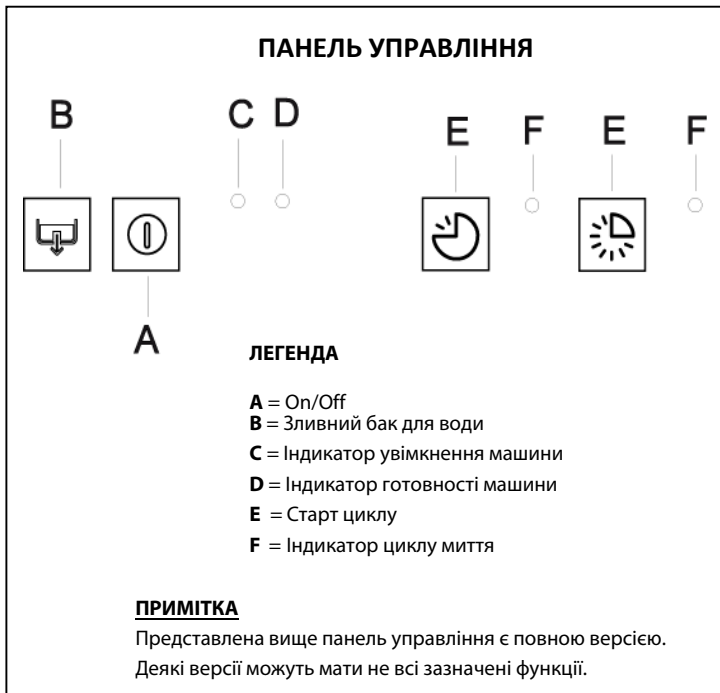 ПАНЕЛЬ УПРАВЛІННЯ
B C D E F E F
A
ЛЕГЕНДА
A = On/Off
B = Зливний бак для води
C = Індикатор увімкнення машини
D = Індикатор готовності машини
E = Старт циклу
F = Індикатор циклу миття
ПРИМІТКА
Представлена вище панель управління є повною версією.
Деякі версії можуть мати не всі зазначені функції.